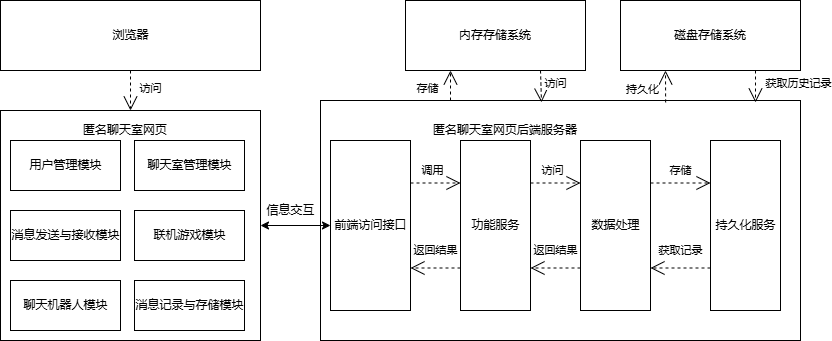 浏览器
内存存储系统
磁盘存储系统
访问
存储
访问
持久化
获取历史记录
匿名聊天室网页
用户管理模块
聊天室管理模块
消息发送与接收模块
联机游戏模块
聊天机器人模块
消息记录与存储模块
信息交互
匿名聊天室网页后端服务器
前端访问接口
调用
返回结果
功能服务
访问
返回结果
数据处理
存储
获取记录
持久化服务